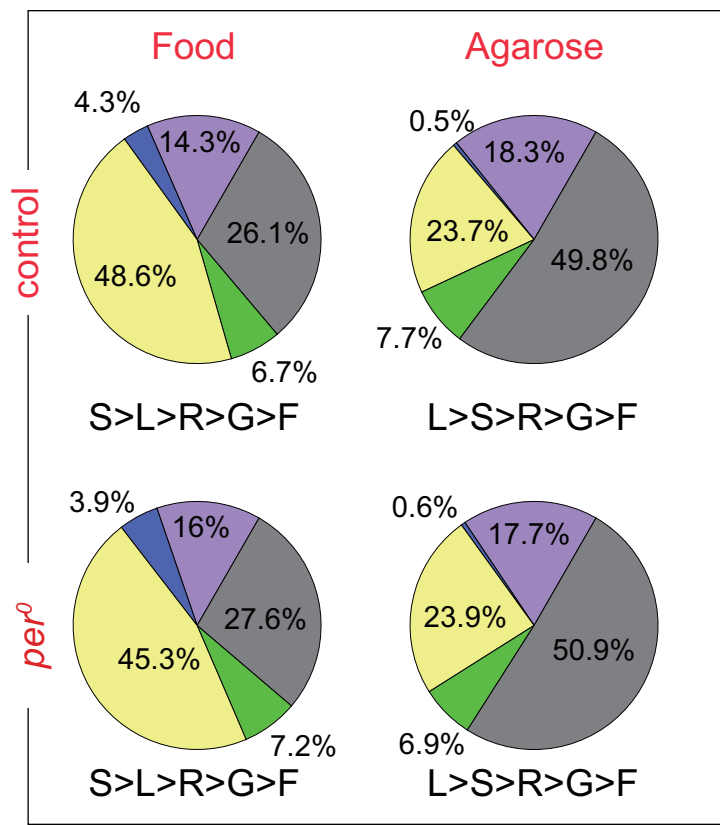 Food
Agarose
control
4.3%
14.3%
26.1%
48.6%
6.7%
S>L>R>G>F
0.5%
18.3%
23.7%
49.8%
7.7%
L>S>R>G>F
per⁰
3.9%
16%
27.6%
45.3%
7.2%
S>L>R>G>F
0.6%
17.7%
23.9%
50.9%
6.9%
L>S>R>G>F